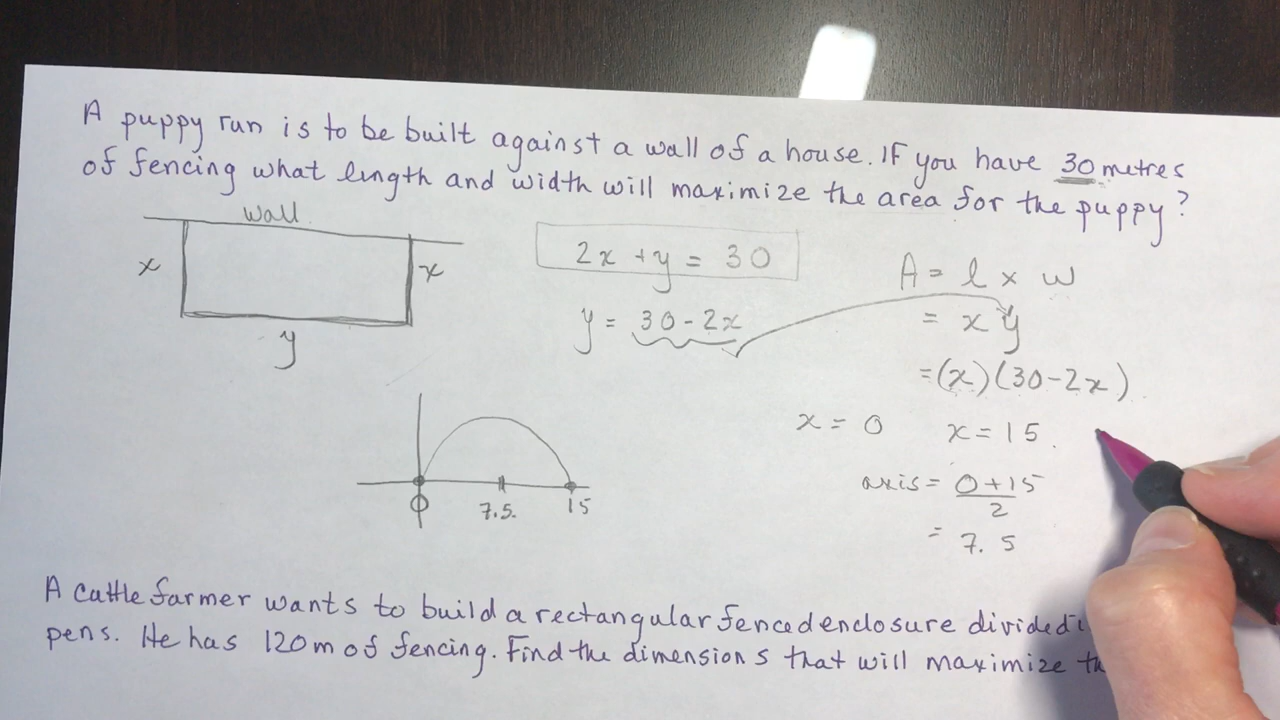 A puppy run is to be built against a wall of a house. If you have 30 metres
of fencing what length and width will maximize the area for the puppy?
wall
x
x
y
2x + y = 30
y = 30 - 2x
A = l x w
= x y
= (x)(30-2x)
x = 0 x = 15
axis = 0+15
2
= 7.5
0 7.5. 15
A cattle farmer wants to build a rectangular fenced enclosure divided
pens. He has 120m of fencing. Find the dimensions that will maximize